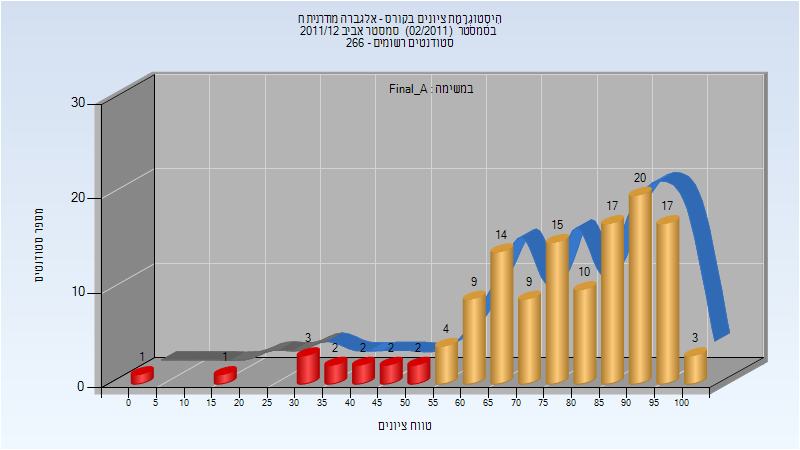 היסטוגרמת ציונים בקורס - אלגברה מודרנית ח
בסמסטר (02/2011) סמסטר אביב 2011/12
סטודנטים רשומים - 266
במשימה : Final_A
30
20
10
0
מספר סטודנטים
1 1 3 2 2 2 2 4 9 14 9 15 10 17 20 17 3
0 5 10 15 20 25 30 35 40 45 50 55 60 65 70 75 80 85 90 95 100
טווח ציונים